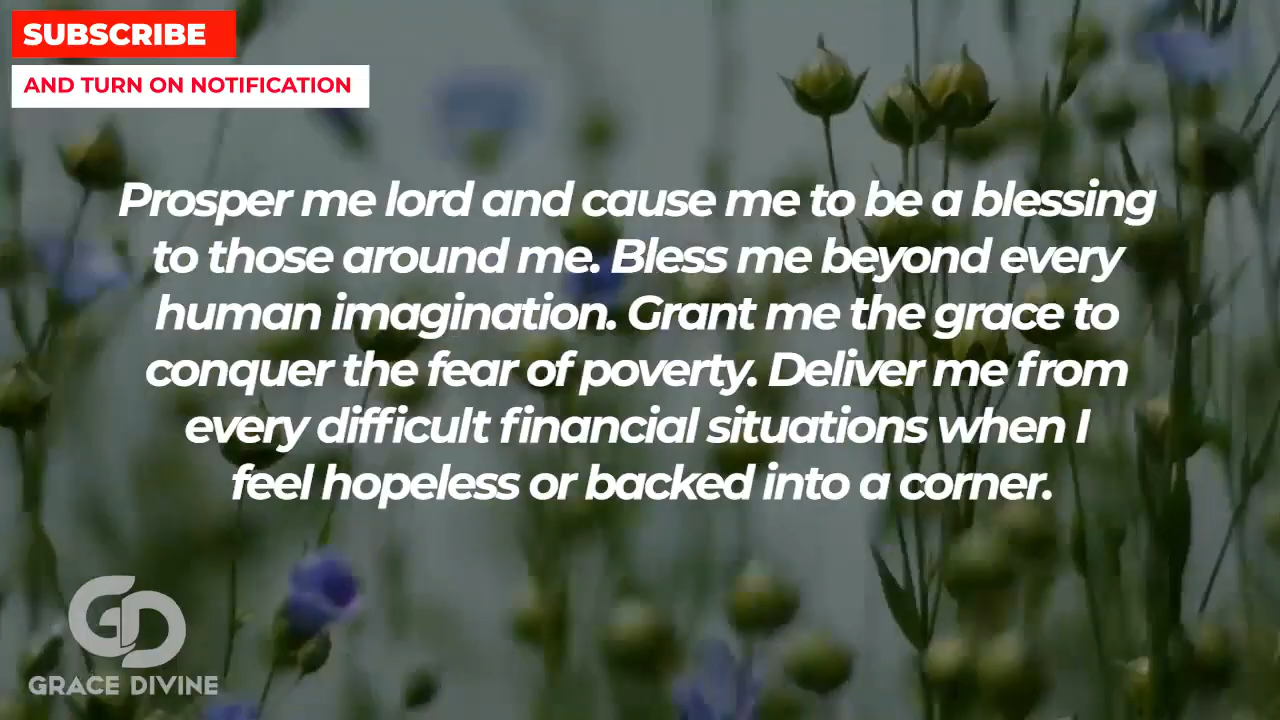 SUBSCRIBE
AND TURN ON NOTIFICATION
Prosper me lord and cause me to be a blessing
to those around me. Bless me beyond every
human imagination. Grant me the grace to
conquer the fear of poverty. Deliver me from
every difficult financial situations when I
feel hopeless or backed into a corner.
GD
GRACE DIVINE